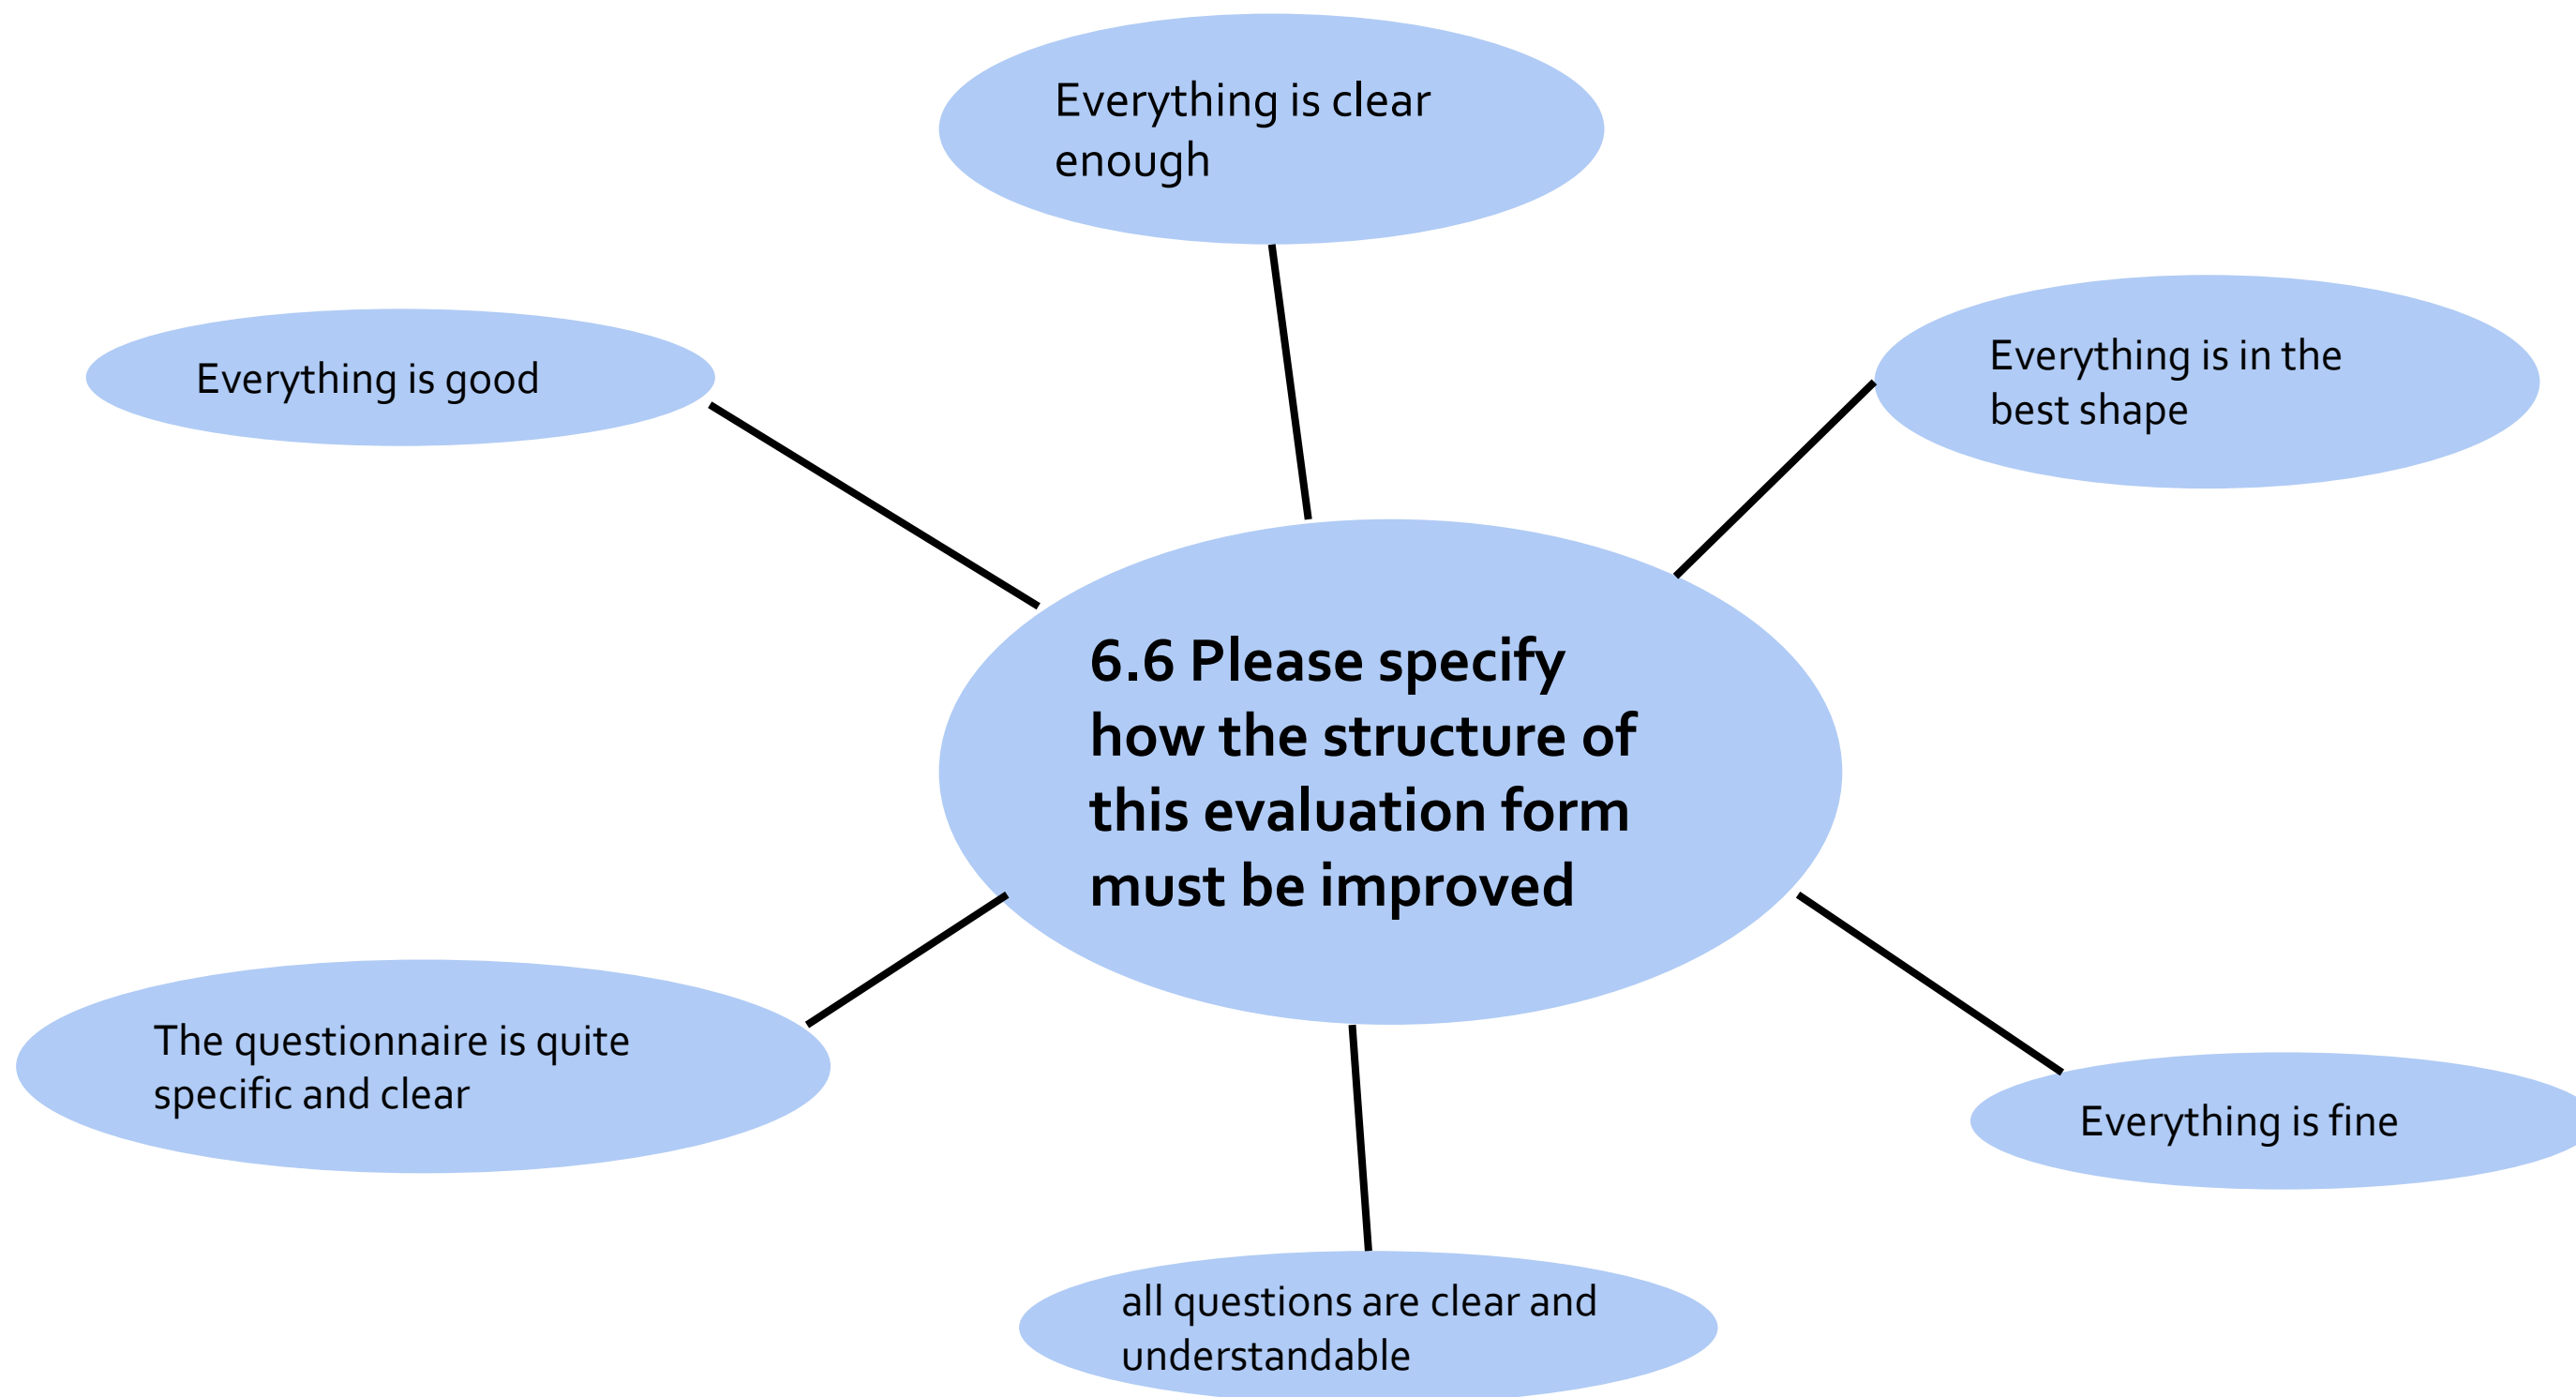 Everything is clear
enough
Everything is good
Everything is in the
best shape
6.6 Please specify
how the structure of
this evaluation form
must be improved
The questionnaire is quite
specific and clear
Everything is fine
all questions are clear and
understandable